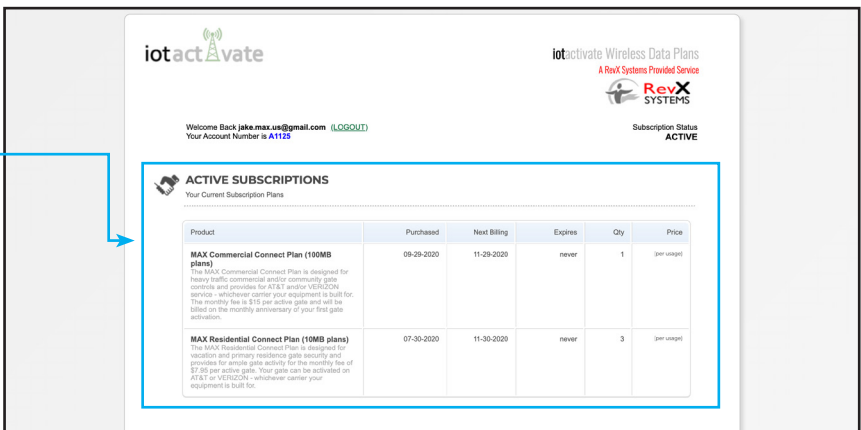 iotactivate
iotactivate Wireless Data Plans
A RevX Systems Provided Service
RevX
SYSTEMS
Welcome Back jake.max.us@gmail.com (LOGOUT)
Your Account Number is A1125
Subscription Status
ACTIVE
ACTIVE SUBSCRIPTIONS
Your Current Subscription Plans
Product Purchased Next Billing Expires Qty Price
MAX Commercial Connect Plan (100MB 09-29-2020 11-29-2020 never 1 [per usage]
plans)
The MAX Commercial Connect Plan is designed for
heavy traffic commercial and/or community gate
controls and provides for AT&T and/or VERIZON
service - whichever carrier your equipment is built for.
The monthly fee is $15 per active gate and will be
billed on the monthly anniversary of your first gate
activation.
MAX Residential Connect Plan (10MB plans) 07-30-2020 11-30-2020 never 3 [per usage]
The MAX Residential Connect Plan is designed for
vacation and primary residence gate security and
provides for ample gate activity for the monthly fee of
$7.95 per active gate. Your gate can be activated on
AT&T or VERIZON - whichever carrier your
equipment is built for.